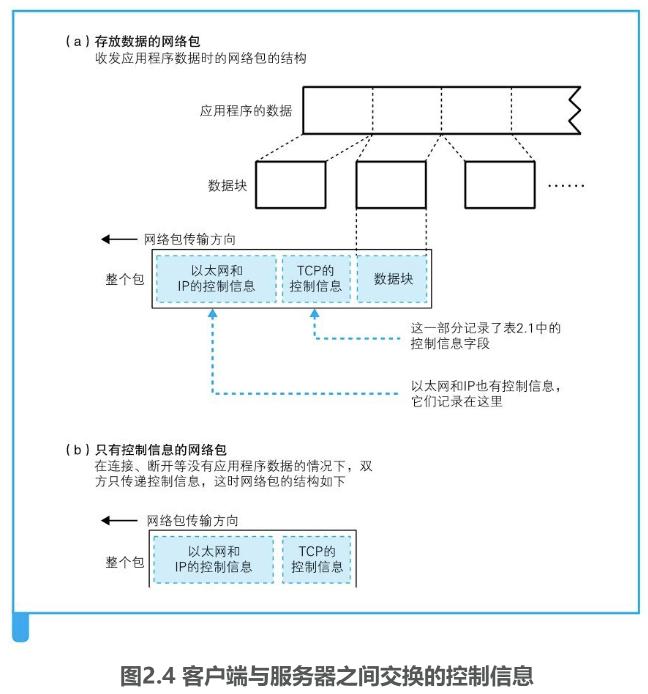 （a）存放数据的网络包
收发应用程序数据时的网络包的结构
应用程序的数据
数据块
······
网络包传输方向
整个包
以太网和
IP的控制信息
TCP的
控制信息
数据块
这一部分记录了表2.1中的
控制信息字段
以太网和IP也有控制信息，
它们记录在这里
（b）只有控制信息的网络包
在连接、断开等没有应用程序数据的情况下，双
方只传递控制信息，这时网络包的结构如下
网络包传输方向
整个包
以太网和
IP的控制信息
TCP的
控制信息
图2.4 客户端与服务器之间交换的控制信息